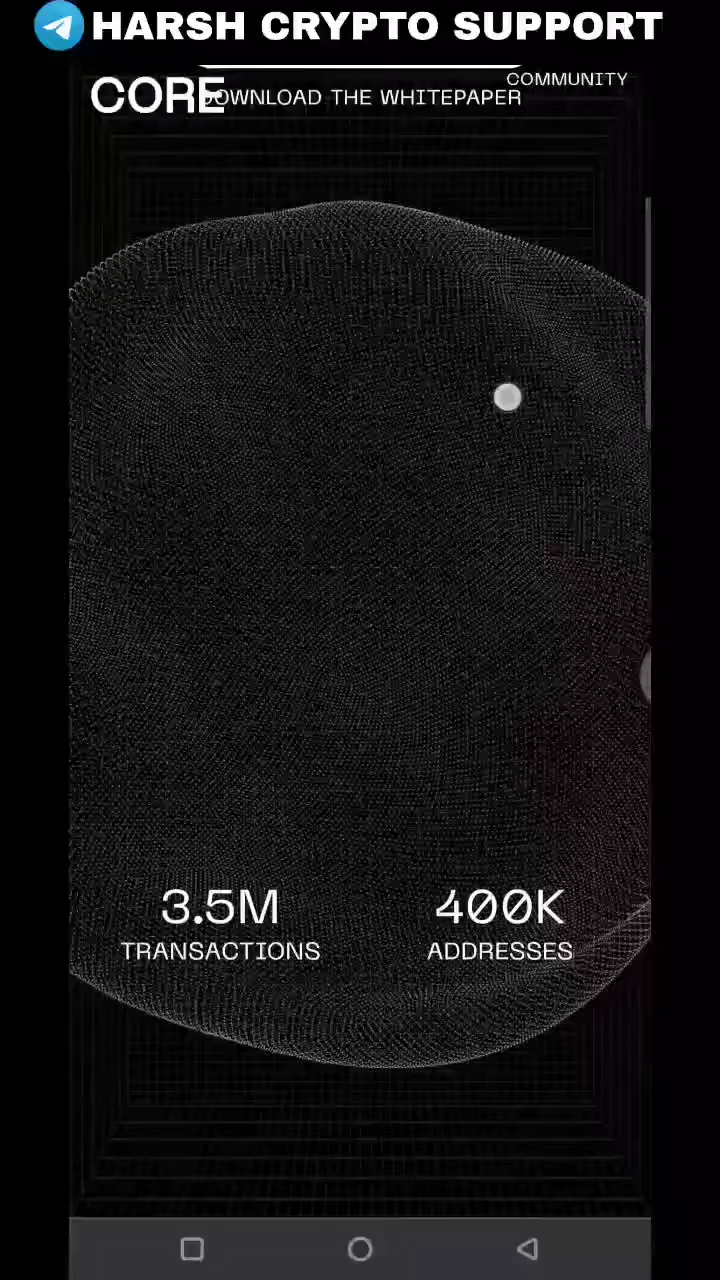 HARSH CRYPTO SUPPORT
COMMUNITY
CORE
DOWNLOAD THE WHITEPAPER
3.5M
400K
TRANSACTIONS
ADDRESSES